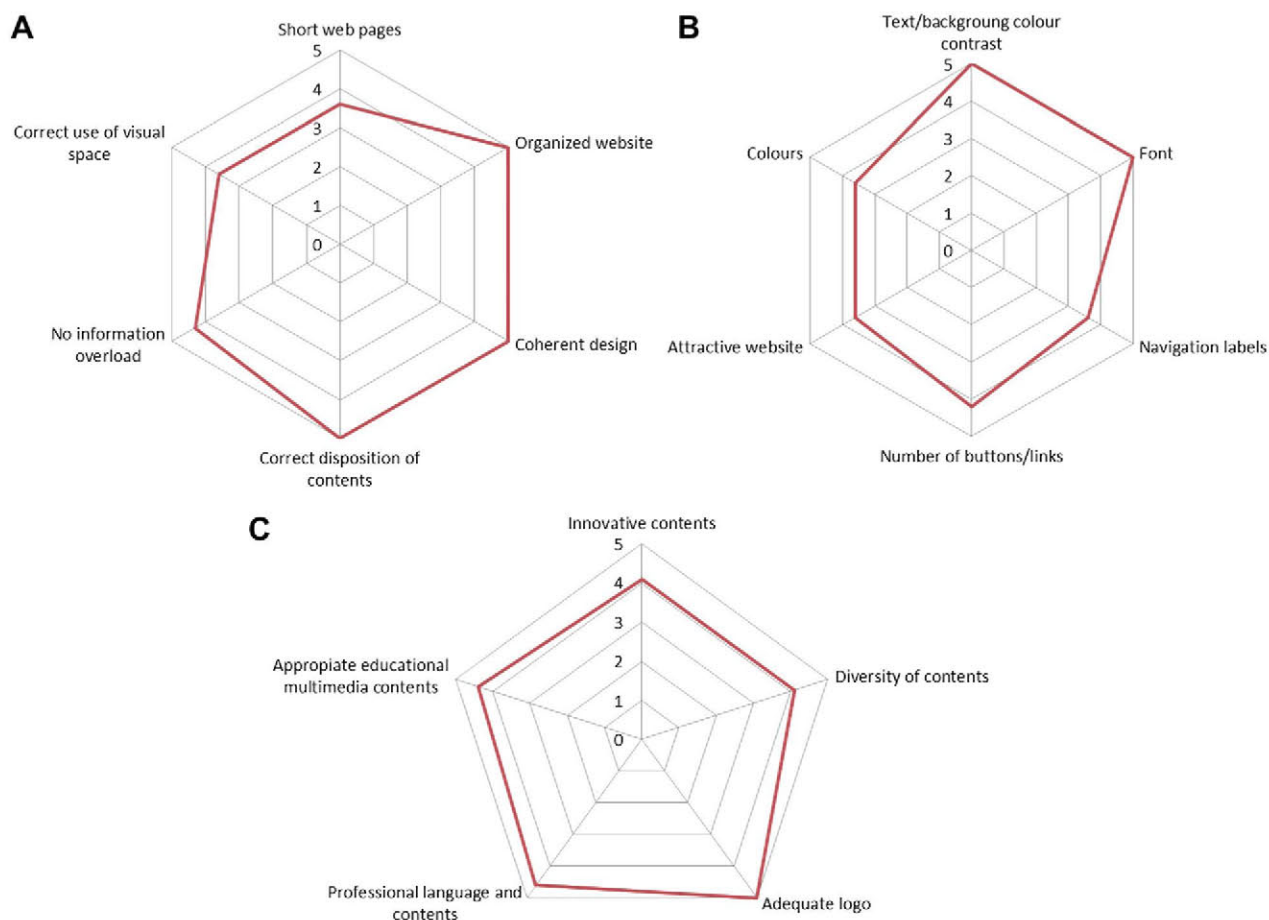 A
Short web pages
5
4
3
2
1
0
Correct use of visual
space
Organized website
No information
overload
Coherent design
Correct disposition of
contents
B
Text/backgroung colour
contrast
5
4
3
2
1
0
Colours
Font
Attractive website
Navigation labels
Number of buttons/links
C
Innovative contents
5
4
3
2
1
0
Appropiate educational
multimedia contents
Diversity of contents
Professional language and
contents
Adequate logo